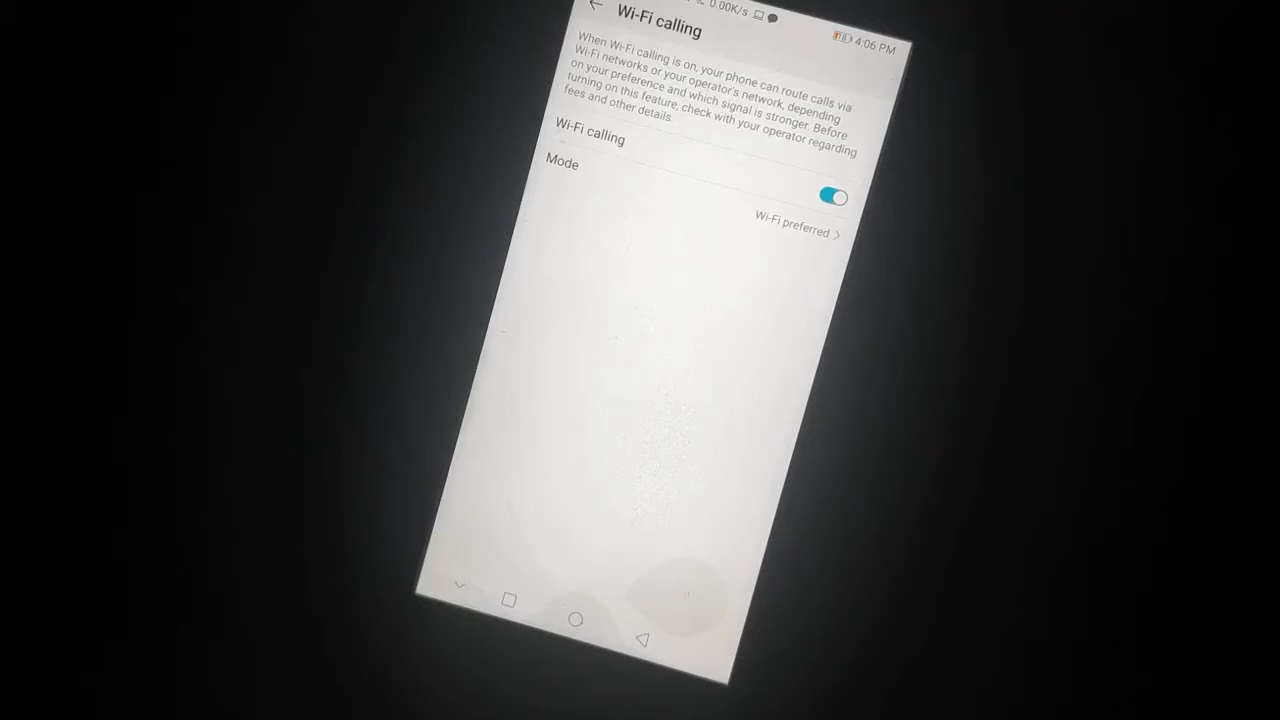 0.00K/s
4:06 PM
Wi-Fi calling
When Wi-Fi calling is on, your phone can route calls via
Wi-Fi networks or your operator's network, depending
on your preference and which signal is stronger. Before
turning on this feature, check with your operator regarding
fees and other details.
Wi-Fi calling
Mode
Wi-Fi preferred